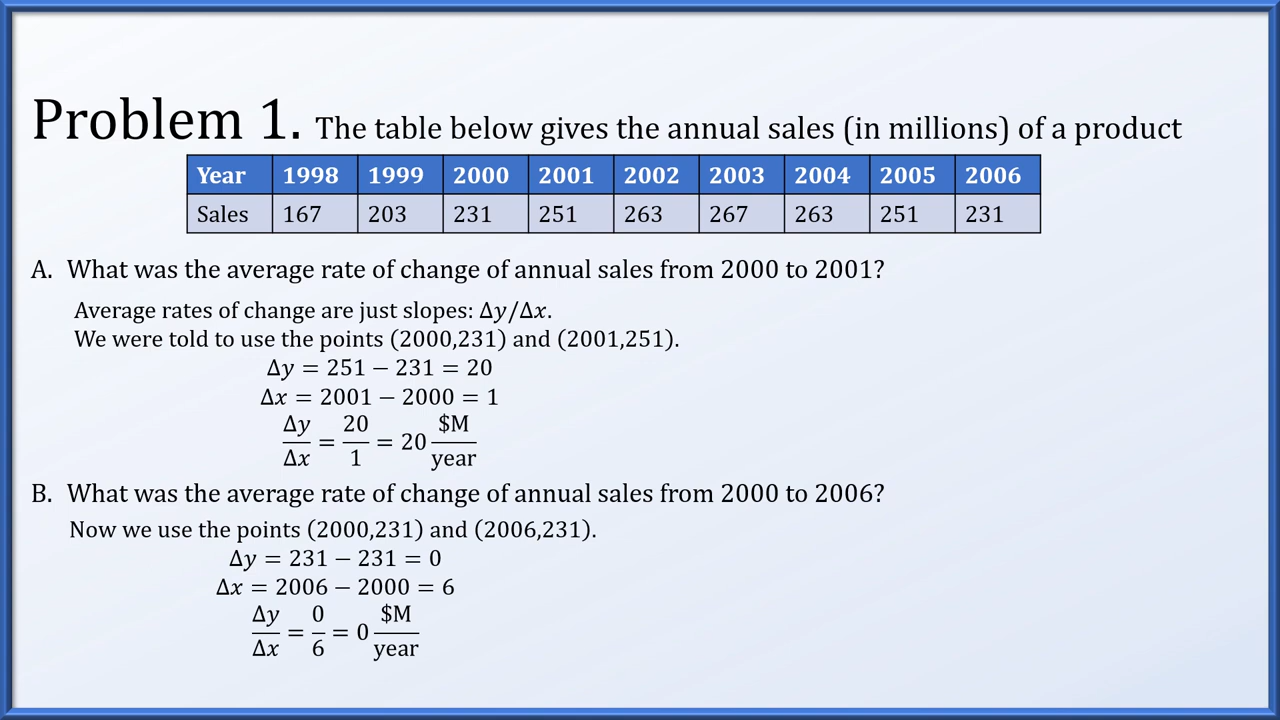 Problem 1. The table below gives the annual sales (in millions) of a product
Year 1998 1999 2000 2001 2002 2003 2004 2005 2006
Sales 167 203 231 251 263 267 263 251 231
A. What was the average rate of change of annual sales from 2000 to 2001?
Average rates of change are just slopes: Δy/Δx.
We were told to use the points (2000,231) and (2001,251).
Δy = 251 − 231 = 20
Δx = 2001 − 2000 = 1
Δy/Δx = 20/1 = 20 $M/year
B. What was the average rate of change of annual sales from 2000 to 2006?
Now we use the points (2000,231) and (2006,231).
Δy = 231 − 231 = 0
Δx = 2006 − 2000 = 6
Δy/Δx = 0/6 = 0 $M/year